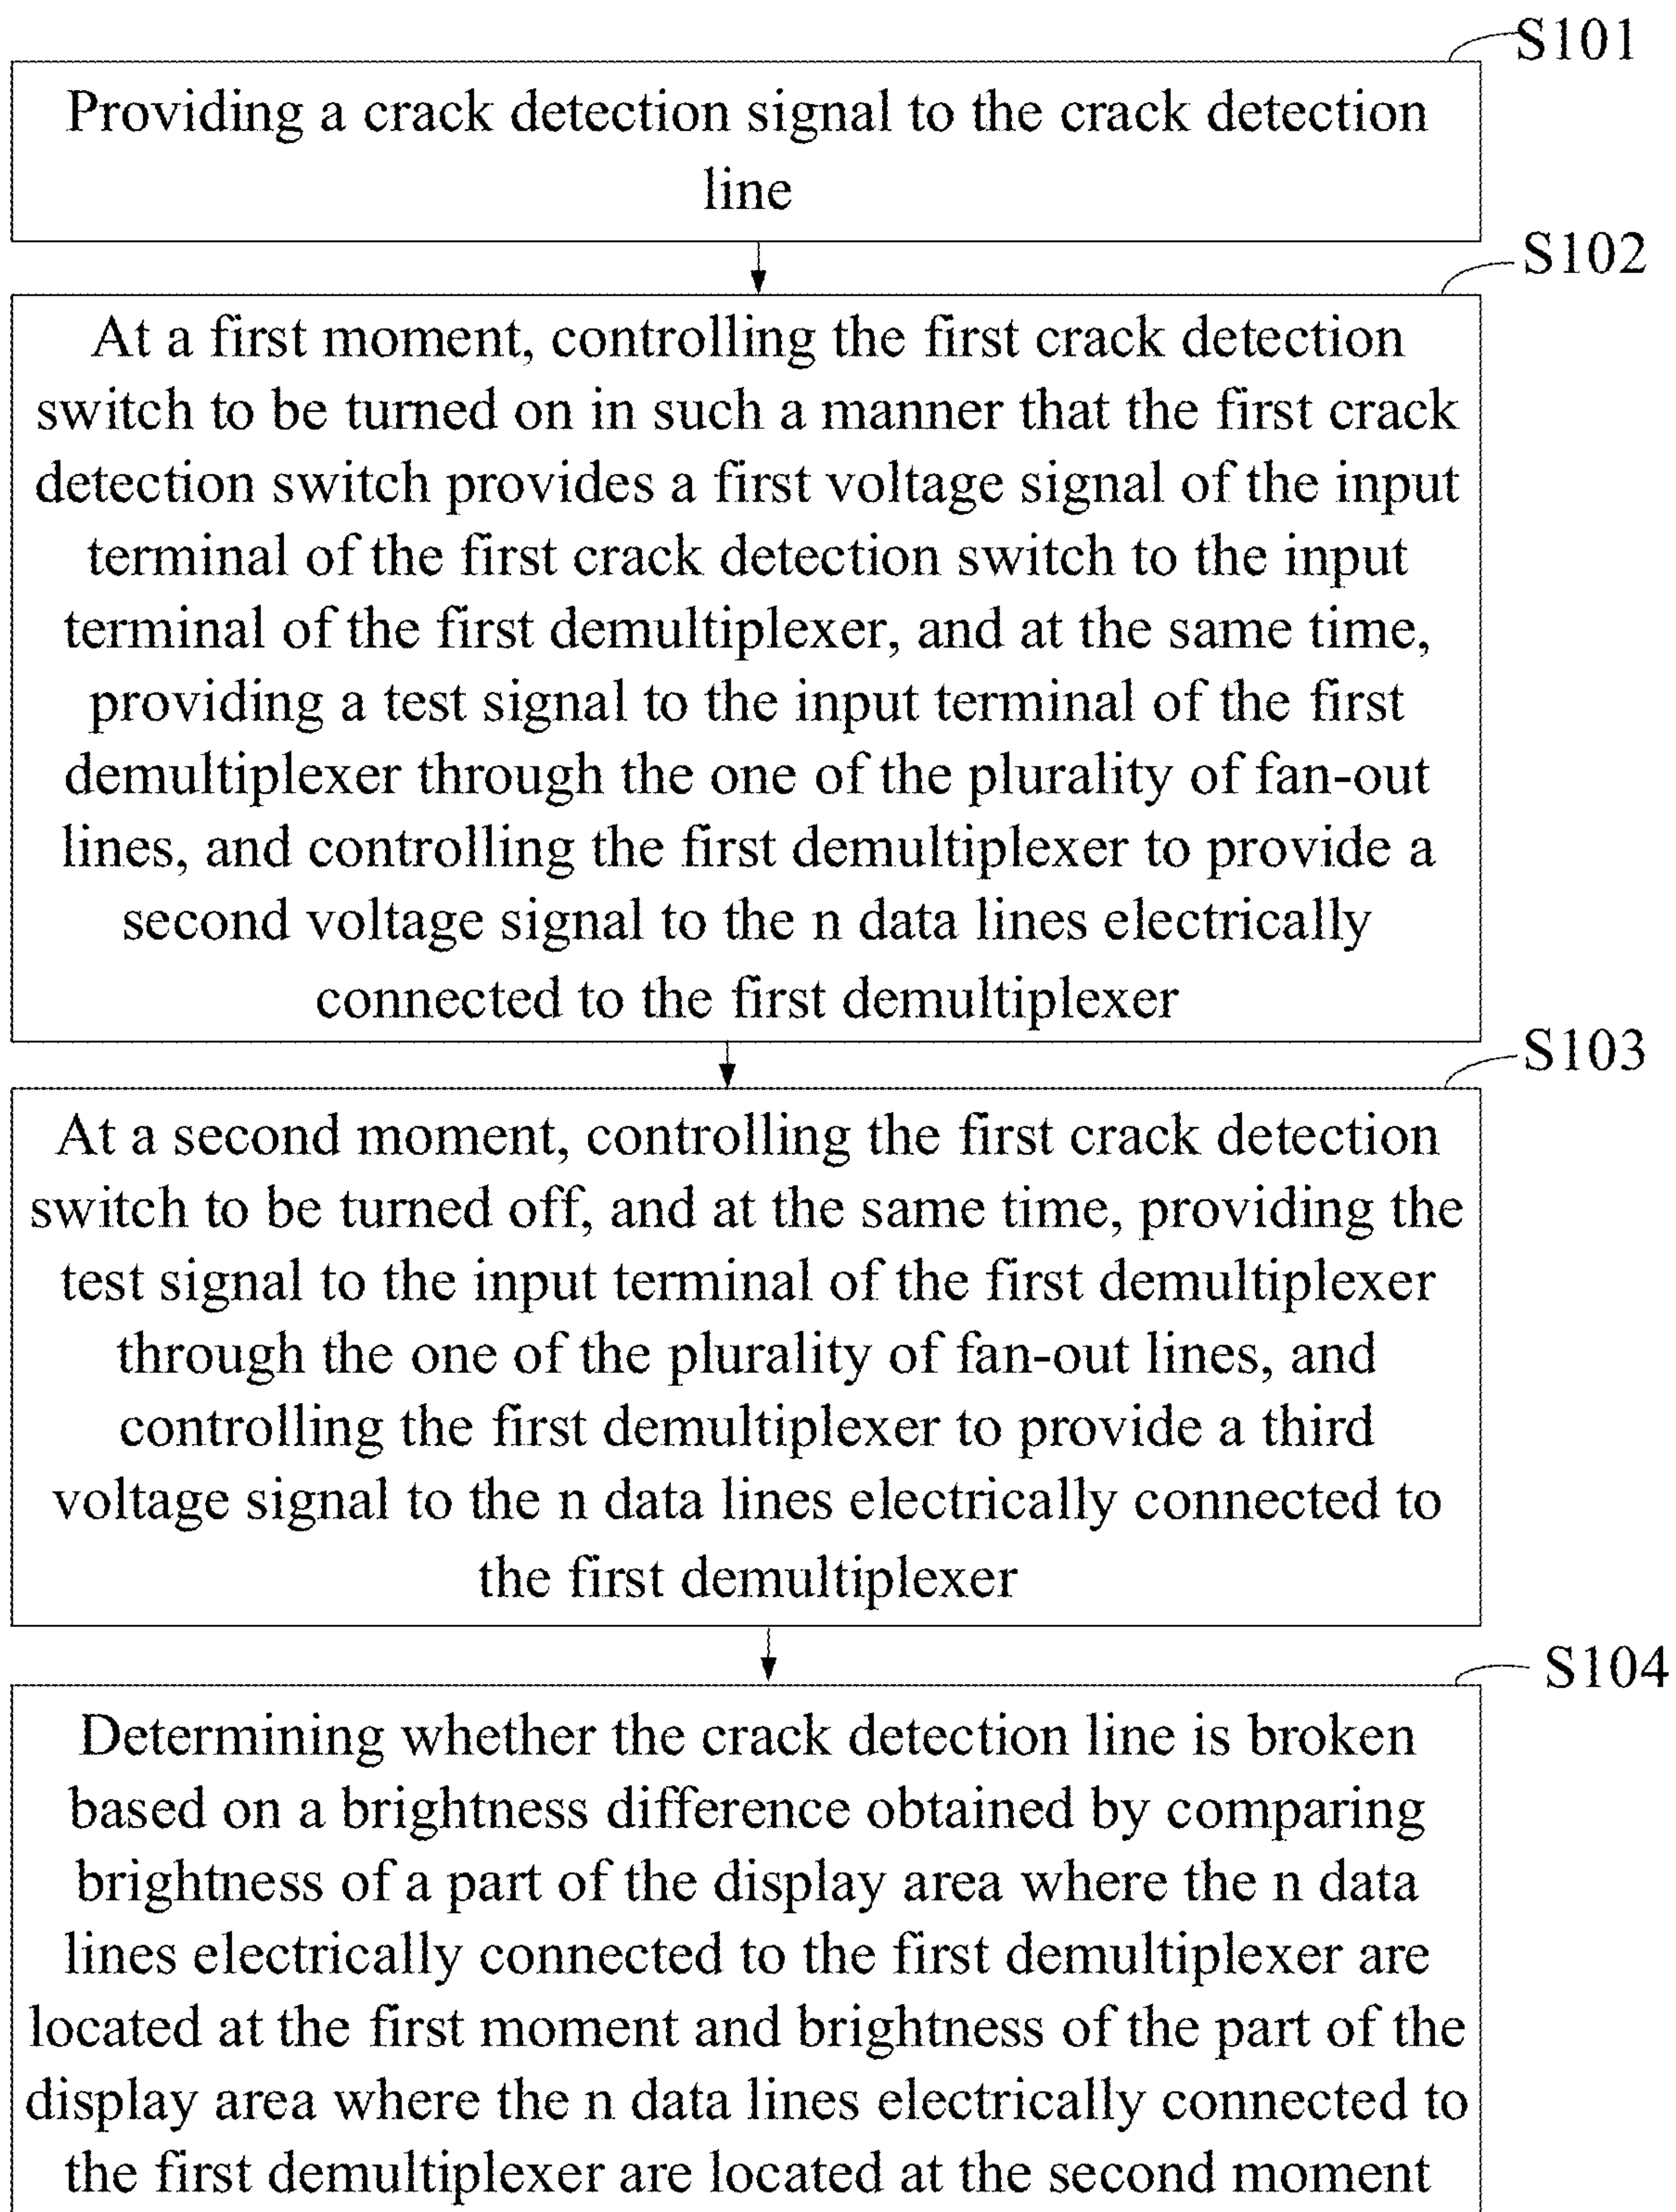 S101
Providing a crack detection signal to the crack detection
line
S102
At a first moment, controlling the first crack detection
switch to be turned on in such a manner that the first crack
detection switch provides a first voltage signal of the input
terminal of the first crack detection switch to the input
terminal of the first demultiplexer, and at the same time,
providing a test signal to the input terminal of the first
demultiplexer through the one of the plurality of fan-out
lines, and controlling the first demultiplexer to provide a
second voltage signal to the n data lines electrically
connected to the first demultiplexer
S103
At a second moment, controlling the first crack detection
switch to be turned off, and at the same time, providing the
test signal to the input terminal of the first demultiplexer
through the one of the plurality of fan-out lines, and
controlling the first demultiplexer to provide a third
voltage signal to the n data lines electrically connected to
the first demultiplexer
S104
Determining whether the crack detection line is broken
based on a brightness difference obtained by comparing
brightness of a part of the display area where the n data
lines electrically connected to the first demultiplexer are
located at the first moment and brightness of the part of the
display area where the n data lines electrically connected to
the first demultiplexer are located at the second moment